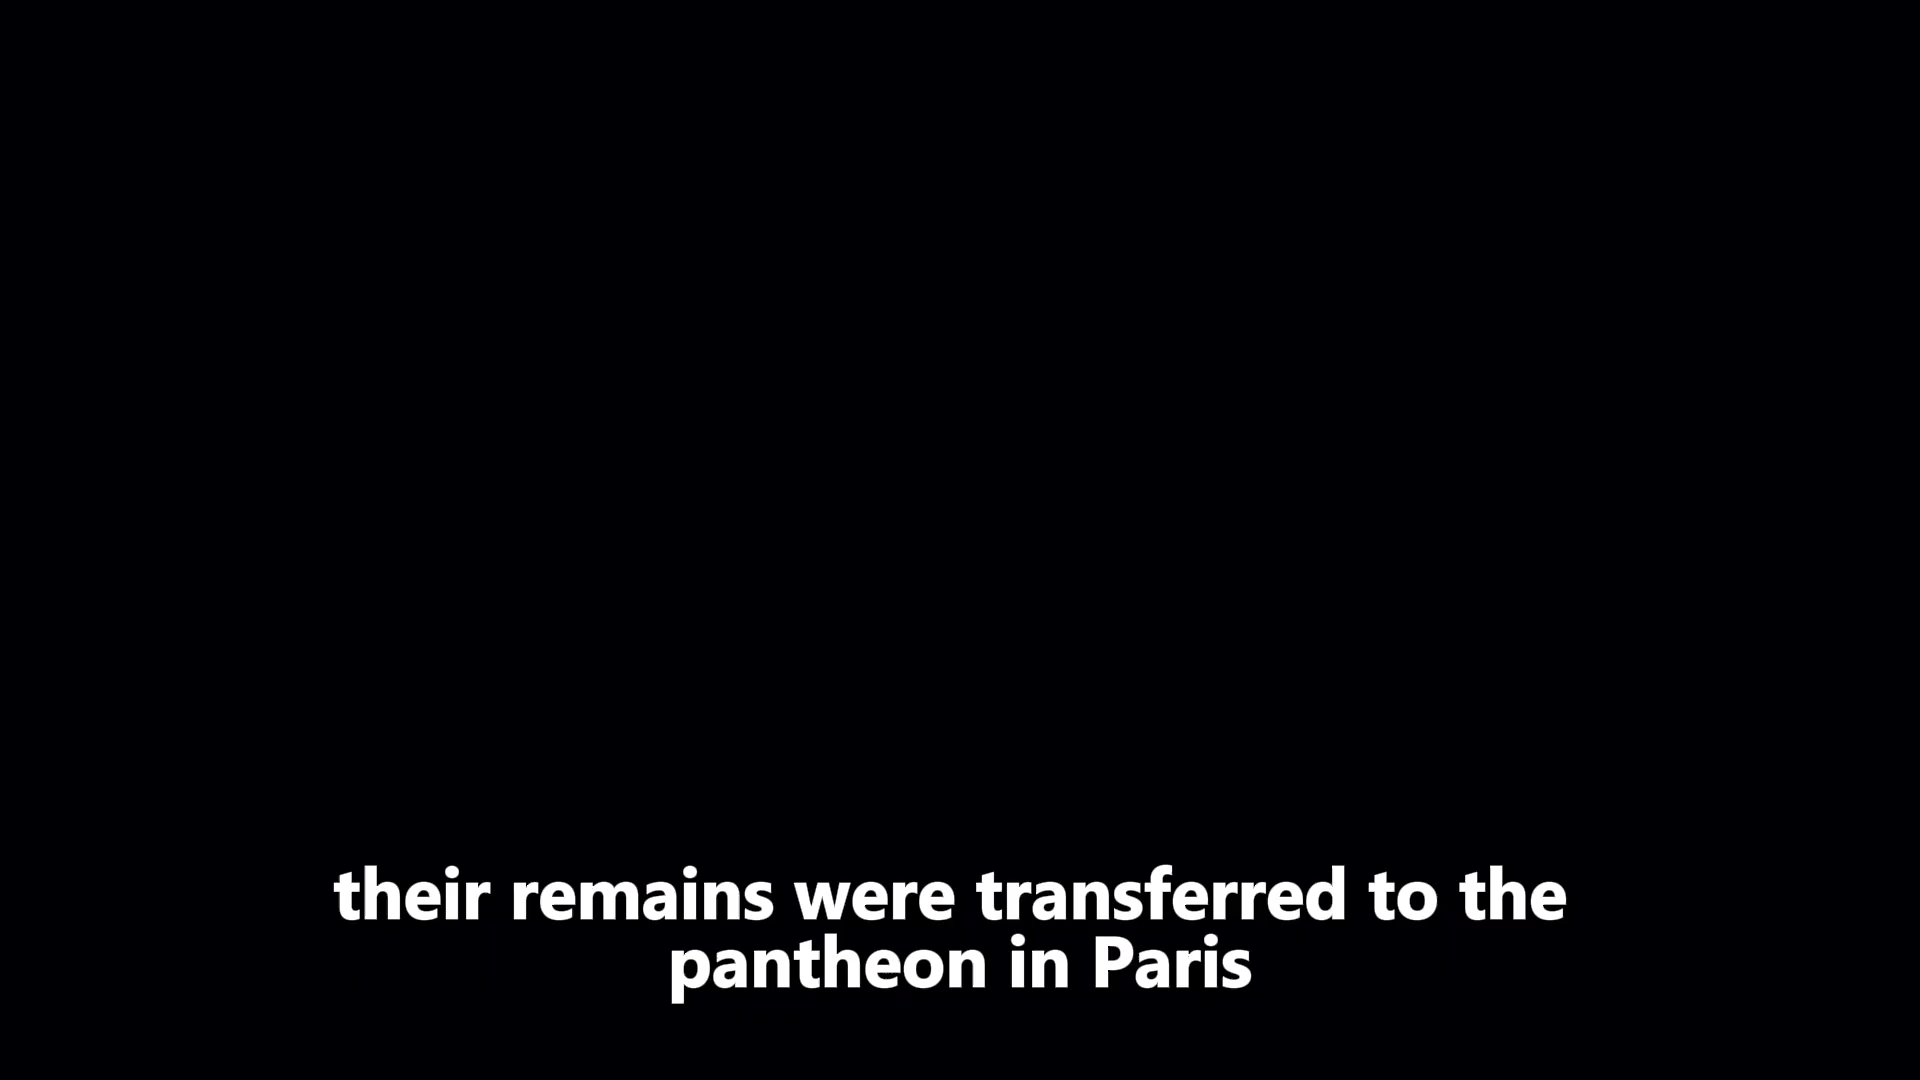 their remains were transferred to the
pantheon in Paris